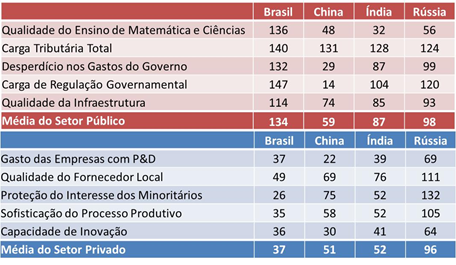 Brasil China Índia Rússia
Qualidade do Ensino de Matemática e Ciências 136 48 32 56
Carga Tributária Total 140 131 128 124
Desperdício nos Gastos do Governo 132 29 87 99
Carga de Regulação Governamental 147 14 104 120
Qualidade da Infraestrutura 114 74 85 93
Média do Setor Público 134 59 87 98
Brasil China Índia Rússia
Gasto das Empresas com P&D 37 22 39 69
Qualidade do Fornecedor Local 49 69 76 111
Proteção do Interesse dos Minoritários 26 75 52 132
Sofisticação do Processo Produtivo 35 58 52 105
Capacidade de Inovação 36 30 41 64
Média do Setor Privado 37 51 52 96